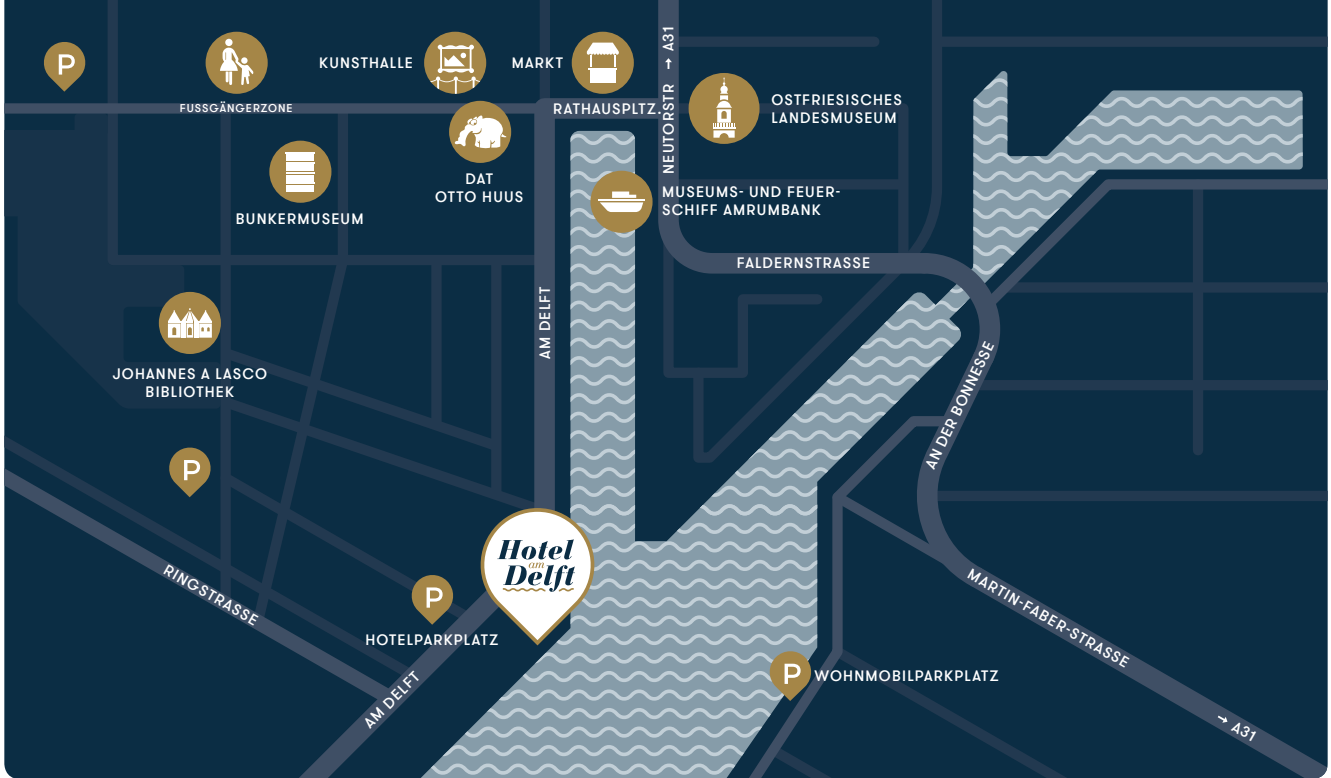 P
KUNSTHALLE
MARKT
NEUTORSTR → A31
FUSSGÄNGERZONE
RATHAUSPLTZ.
OSTFRIESISCHES
LANDESMUSEUM
DAT
OTTO HUUS
BUNKERMUSEUM
MUSEUMS- UND FEUER-
SCHIFF AMRUMBANK
FALDERNSTRASSE
AM DELFT
JOHANNES A LASCO
BIBLIOTHEK
AN DER BONNESSE
P
Hotel
am
Delft
RINGSTRASSE
P
HOTELPARKPLATZ
MARTIN-FABER-STRASSE
P
WOHNMOBILPARKPLATZ
AM DELFT
→ A31